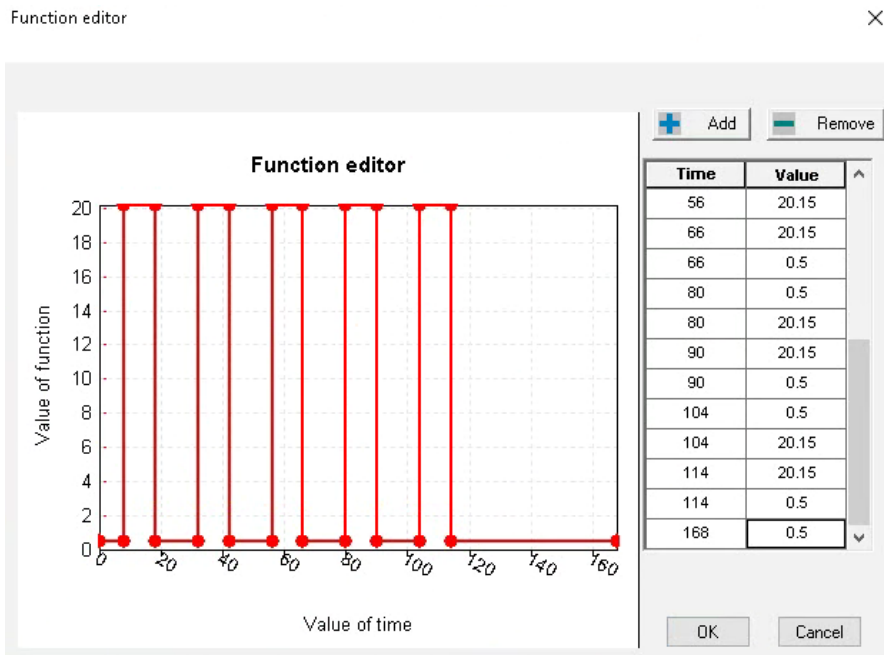 Function editor
Add
Remove
Function editor
Time Value
56 20.15
66 20.15
66 0.5
80 0.5
80 20.15
90 20.15
90 0.5
104 0.5
104 20.15
114 20.15
114 0.5
168 0.5
20
18
16
14
12
10
8
6
4
2
0
Value of function
0 20 40 60 80 100 120 140 160
Value of time
OK
Cancel